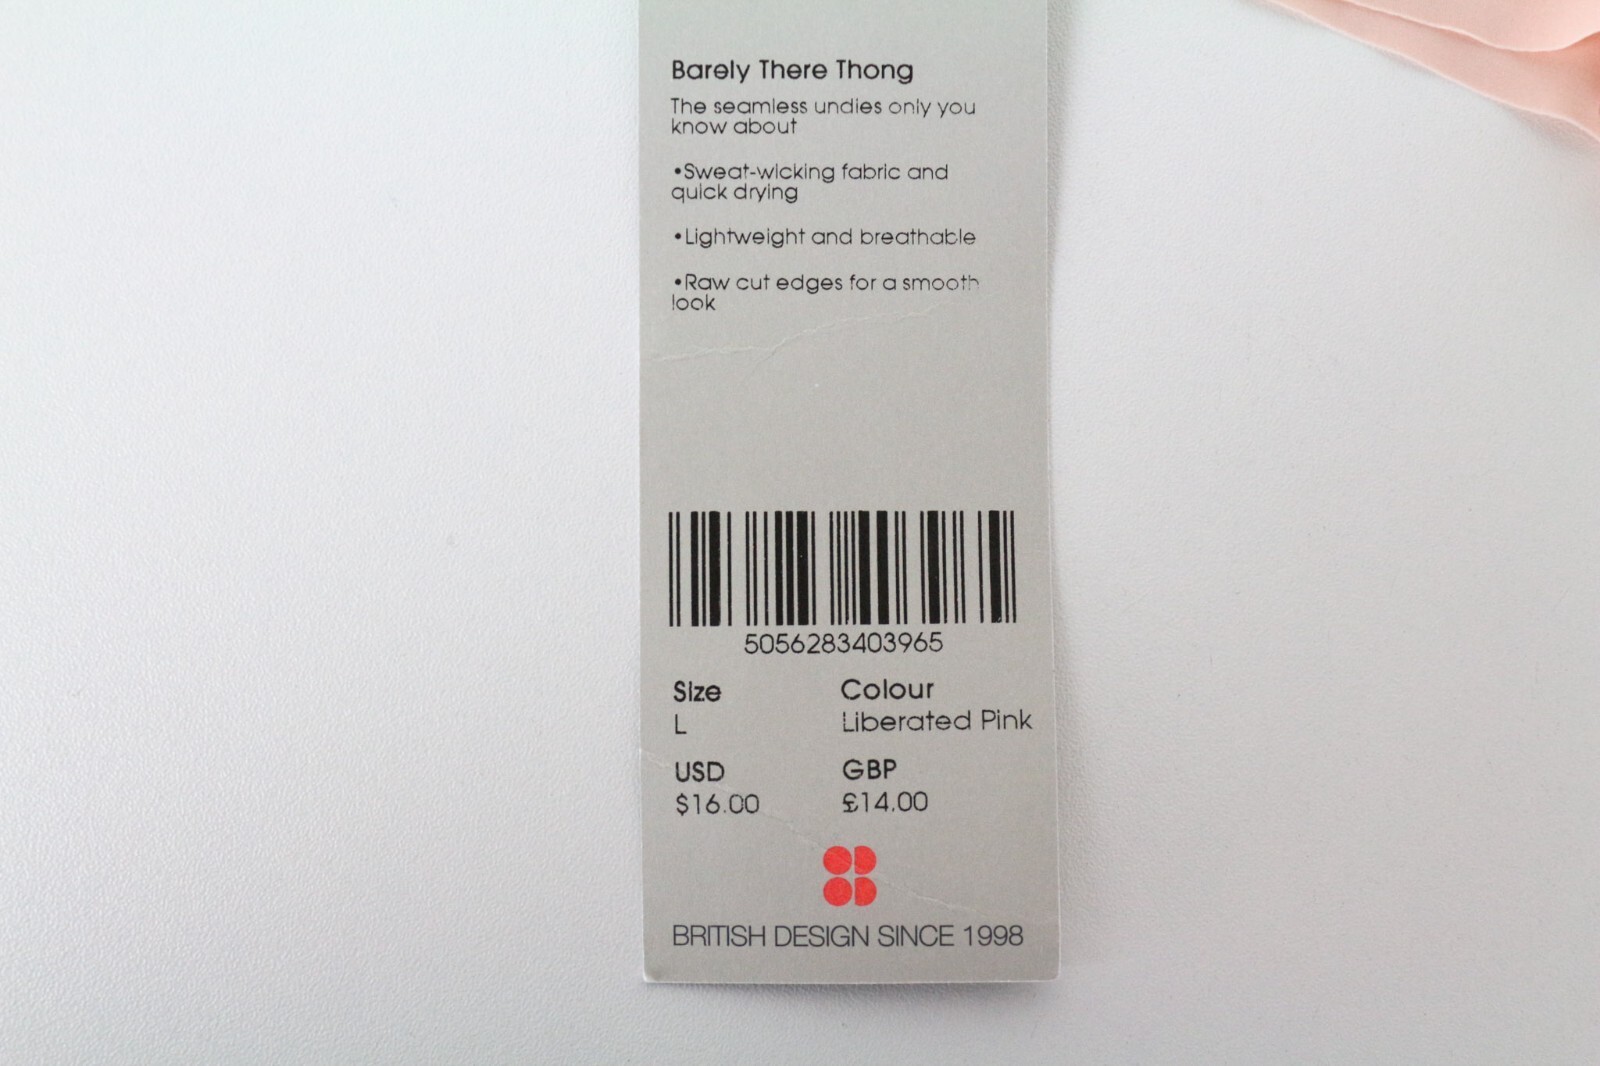 Barely There Thong
The seamless undies only you
know about
•Sweat-wicking fabric and
quick drying
•Lightweight and breathable
•Raw cut edges for a smooth
look
5056283403965
Size Colour
L Liberated Pink
USD GBP
$16.00 £14.00
BRITISH DESIGN SINCE 1998